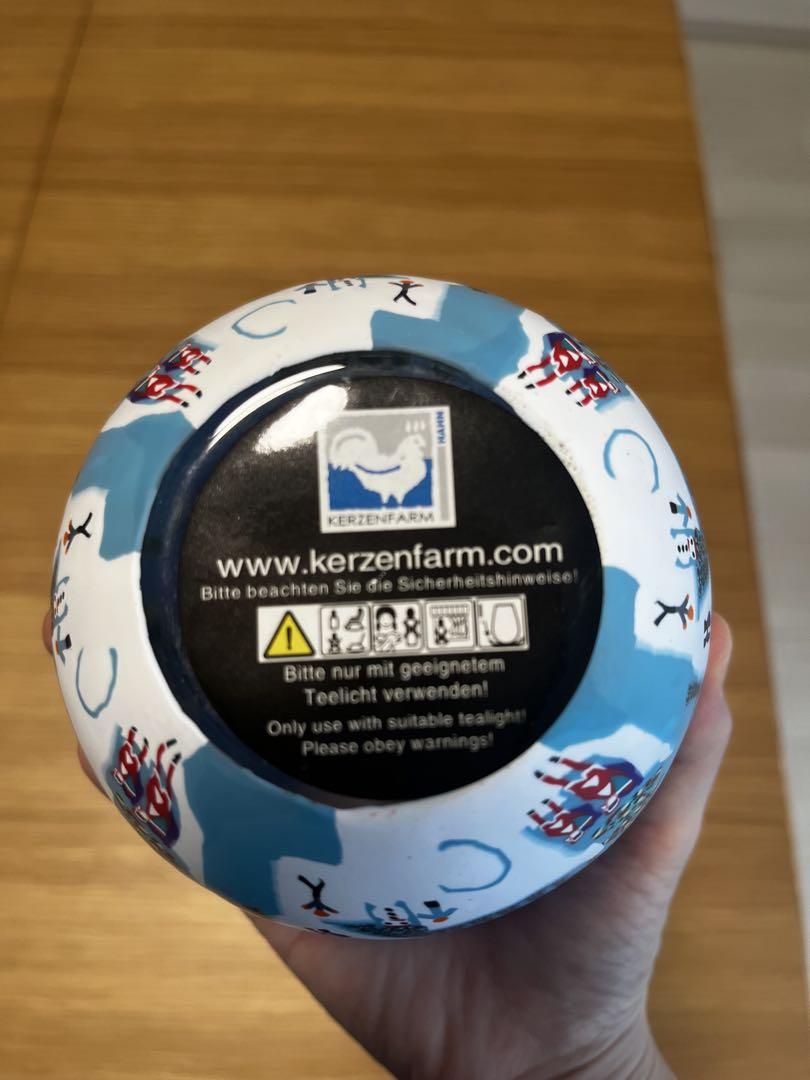 HAHN
KERZENFARM
www.kerzenfarm.com
Bitte beachten Sie die Sicherheitshinweise!
Bitte nur mit geeignetem
Teelicht verwenden!
Only use with suitable tealight!
Please obey warnings!